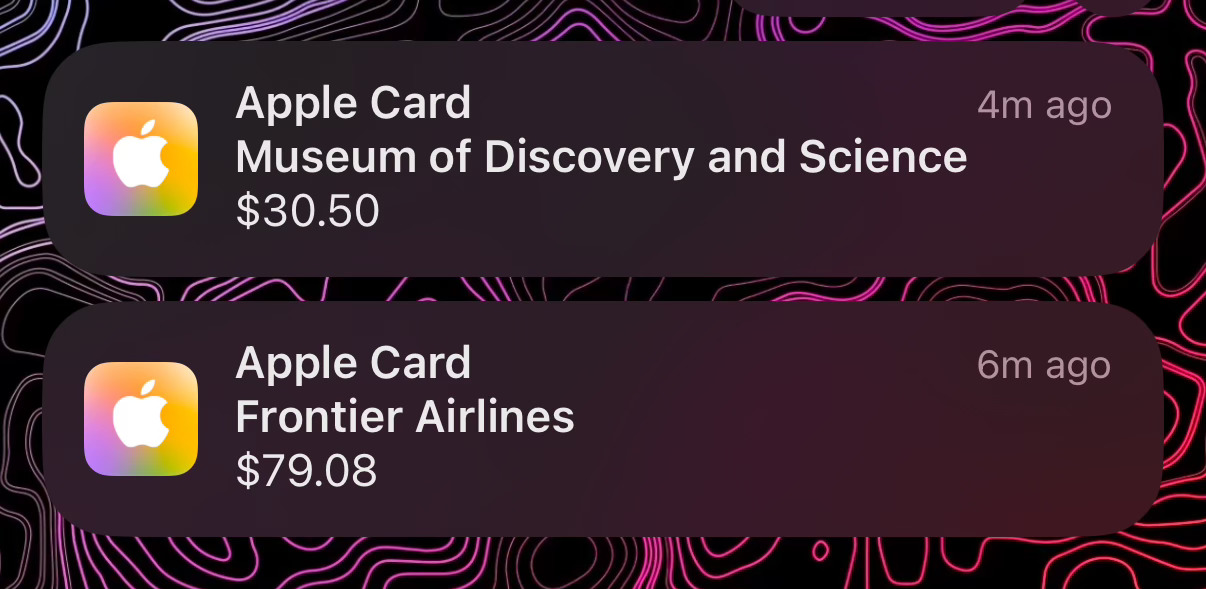 Apple Card
4m ago
Museum of Discovery and Science
$30.50
Apple Card
6m ago
Frontier Airlines
$79.08